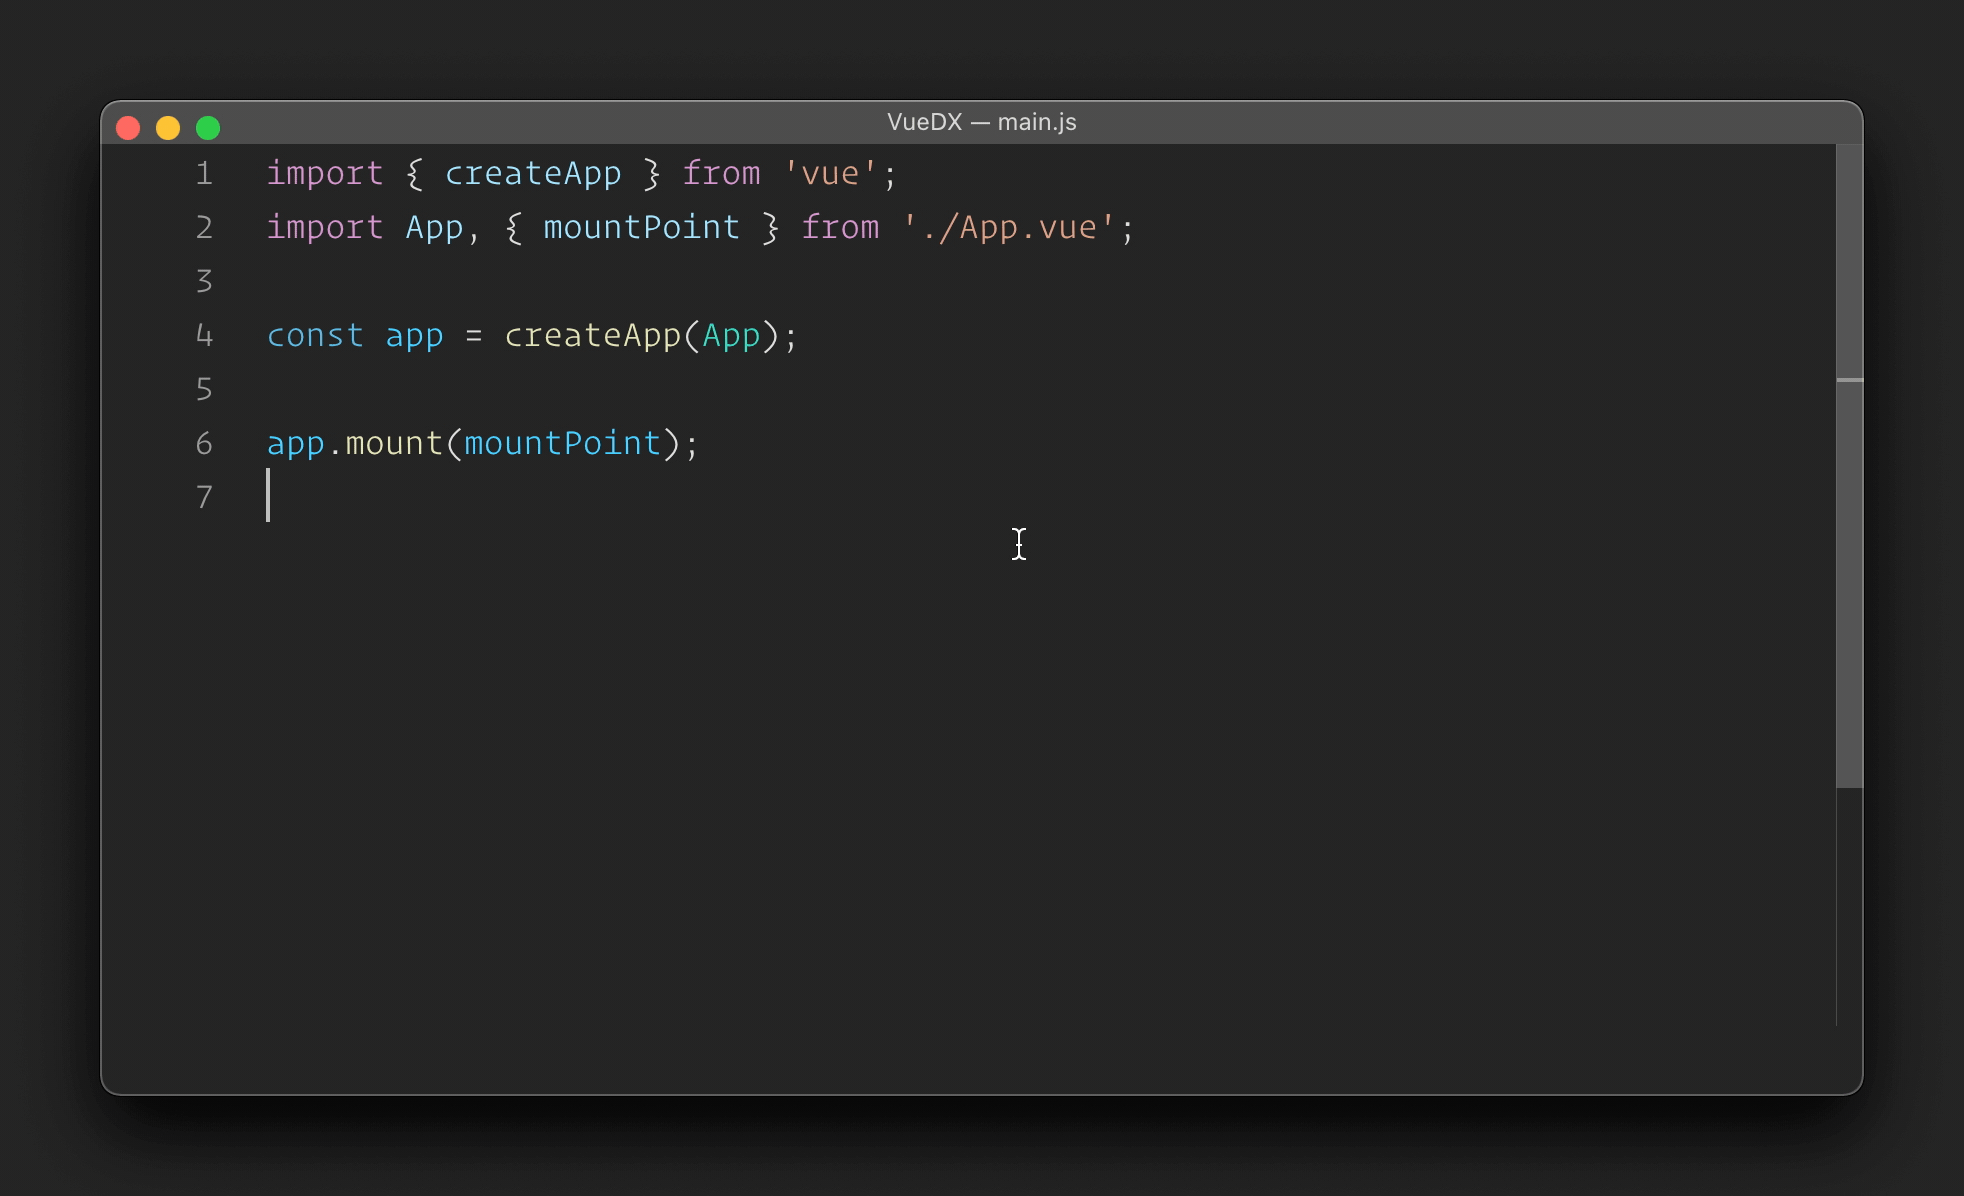 VueDX — main.js
1 import { createApp } from 'vue';
2 import App, { mountPoint } from './App.vue';
3
4 const app = createApp(App);
5
6 app.mount(mountPoint);
7